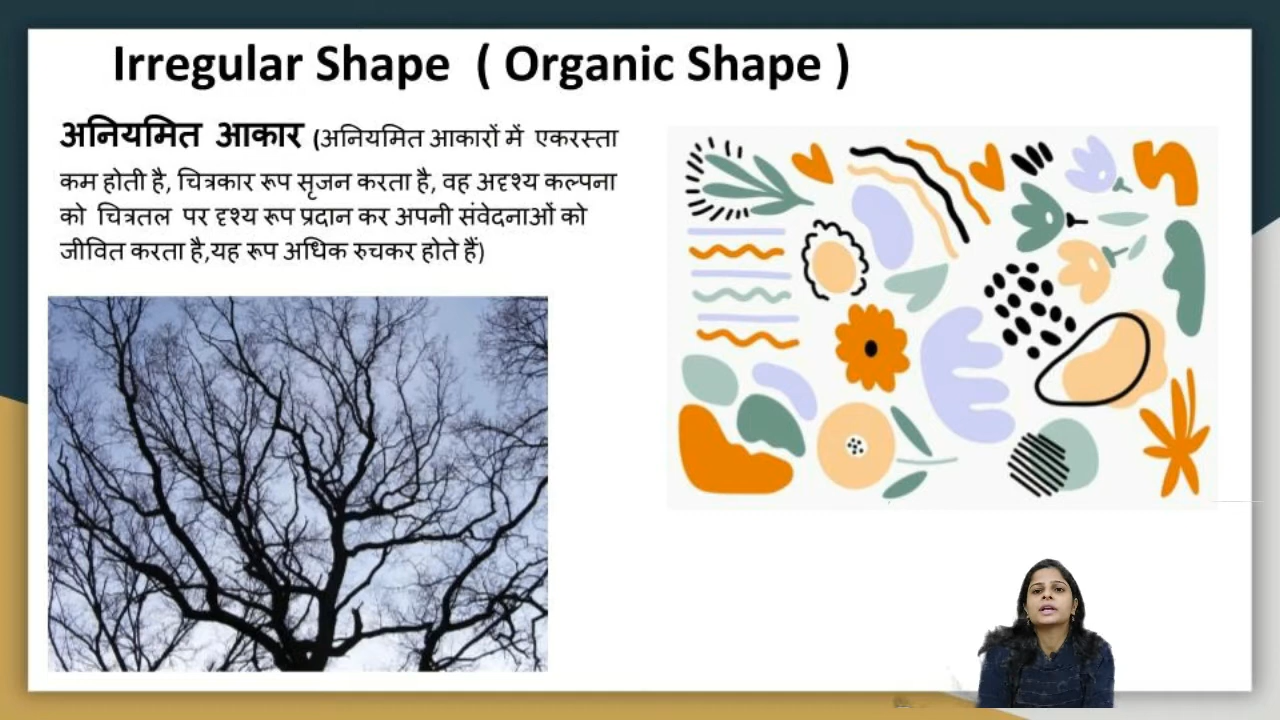 Irregular Shape ( Organic Shape )
अनियमित आकार (अनियमित आकारों में एकरस्ता
कम होती है, चित्रकार रूप सृजन करता है, वह अदृश्य कल्पना
को चित्रतल पर दृश्य रूप प्रदान कर अपनी संवेदनाओं को
जीवित करता है,यह रूप अधिक रुचकर होते हैं)